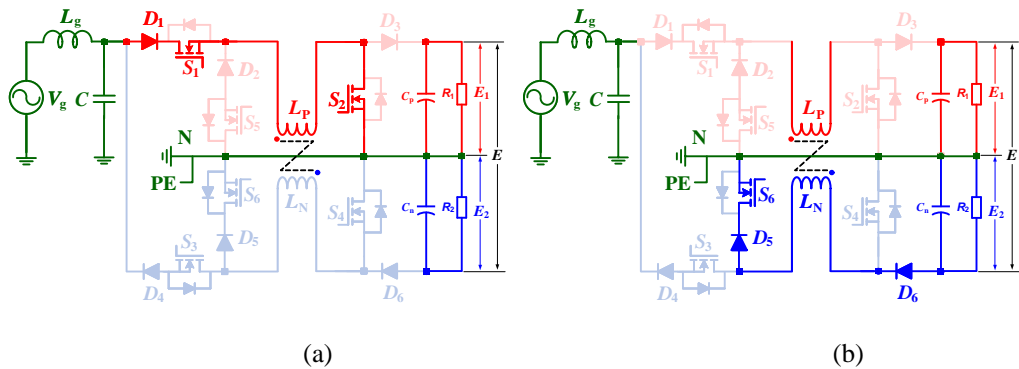 Lg D1 S1 D2 D3
Vg C S5 LP S2 Cp R1 E1
N PE E
S6 LN S4 Cn R2 E2
S3 D5
D4 D6
(a)
Lg D1 S1 D2 D3
Vg C S5 LP S2 Cp R1 E1
N PE E
S6 LN S4 Cn R2 E2
S3 D5
D4 D6
(b)